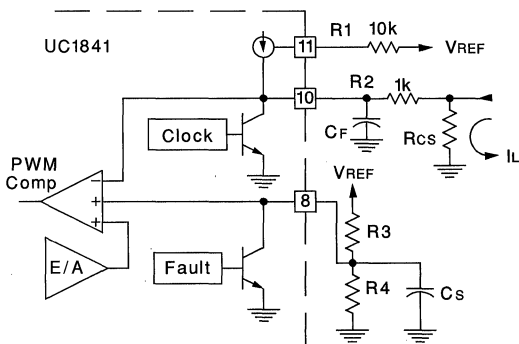 UC1841
11
R1
10k
VREF
10
R2
1k
Clock
CF
RCS
IL
PWM
Comp
−
+
+
8
VREF
R3
E/A
Fault
R4
CS